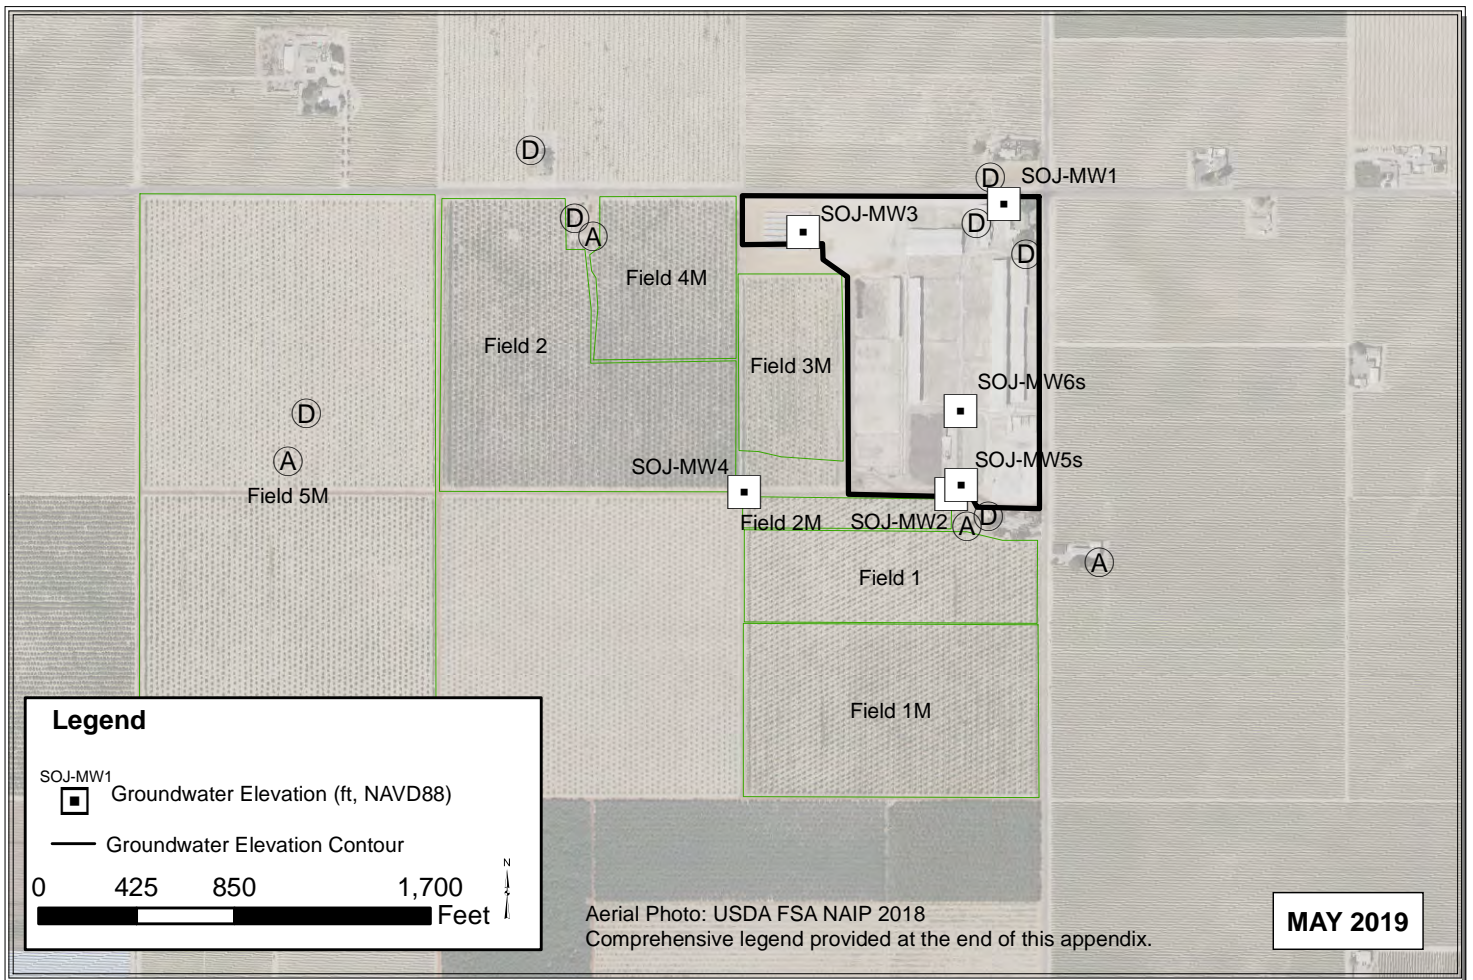 D
D
SOJ-MW1
D
A
SOJ-MW3
D
D
Field 4M
Field 2
Field 3M
SOJ-MW6s
D
A
SOJ-MW4
SOJ-MW5s
Field 5M
Field 2M
SOJ-MW2
A
D
A
Field 1
Field 1M
Legend
SOJ-MW1
Groundwater Elevation (ft, NAVD88)
Groundwater Elevation Contour
N
0 425 850 1,700
Feet
Aerial Photo: USDA FSA NAIP 2018
Comprehensive legend provided at the end of this appendix.
MAY 2019